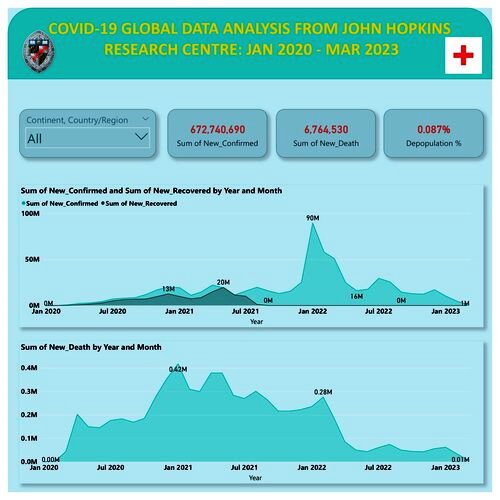 COVID-19 GLOBAL DATA ANALYSIS FROM JOHN HOPKINS
RESEARCH CENTRE: JAN 2020 - MAR 2023
Continent, Country/Region
All
672,740,690
Sum of New_Confirmed
6,764,530
Sum of New_Death
0.087%
Depopulation %
Sum of New_Confirmed and Sum of New_Recovered by Year and Month
Sum of New_Confirmed Sum of New_Recovered
100M
50M
0M
0M
13M
20M
0M
90M
16M
0M
1M
Jan 2020 Jul 2020 Jan 2021 Jul 2021 Jan 2022 Jul 2022 Jan 2023
Year
Sum of New_Death by Year and Month
0.4M
0.3M
0.2M
0.1M
0.0M
0.00M
0.42M
0.28M
0.01M
Jan 2020 Jul 2020 Jan 2021 Jul 2021 Jan 2022 Jul 2022 Jan 2023
Year